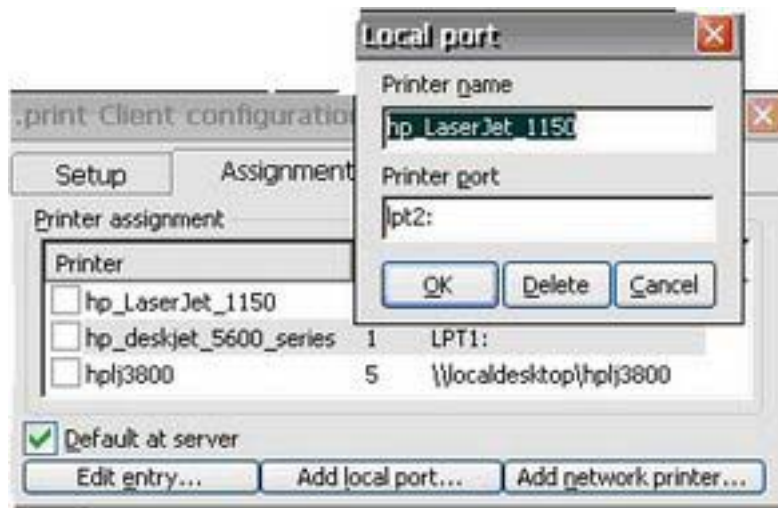 Local port
Printer name
hp_LaserJet_1150
Printer port
lpt2:
OK Delete Cancel
.print Client configuration
Setup Assignment
Printer assignment
Printer
hp_LaserJet_1150
hp_deskjet_5600_series 1 LPT1:
hplj3800 5 \\localdesktop\hplj3800
Default at server
Edit entry... Add local port... Add network printer...